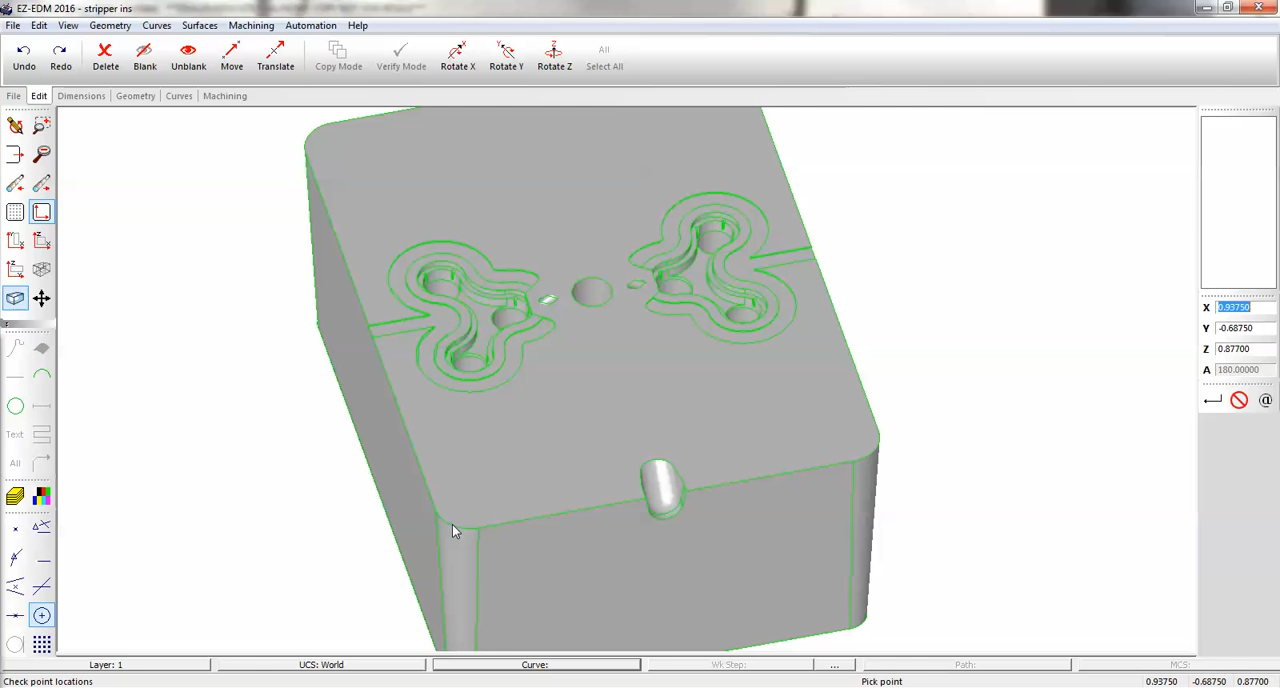 EZ-EDM 2016 - stripper ins
File Edit View Geometry Curves Surfaces Machining Automation Help
Undo Redo Delete Blank Unblank Move Translate Copy Mode Verify Mode Rotate X Rotate Y Rotate Z All Select All
File Edit Dimensions Geometry Curves Machining
X 0.93750
Y -0.68750
Z 0.87700
A 180.00000
@
Text
All
Layer: 1 UCS: World Curve: Wk Step: ... Path: MCS:
Check point locations Pick point 0.93750 -0.68750 0.87700